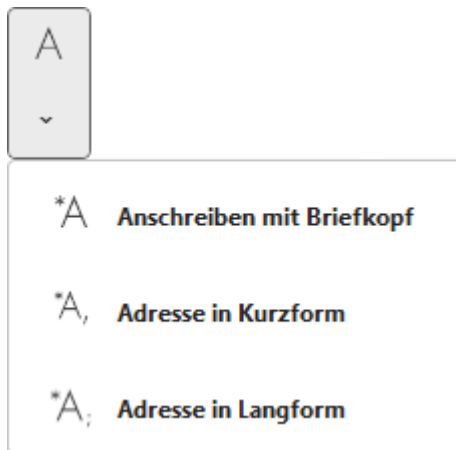 A
*A Anschreiben mit Briefkopf
*A, Adresse in Kurzform
*A; Adresse in Langform